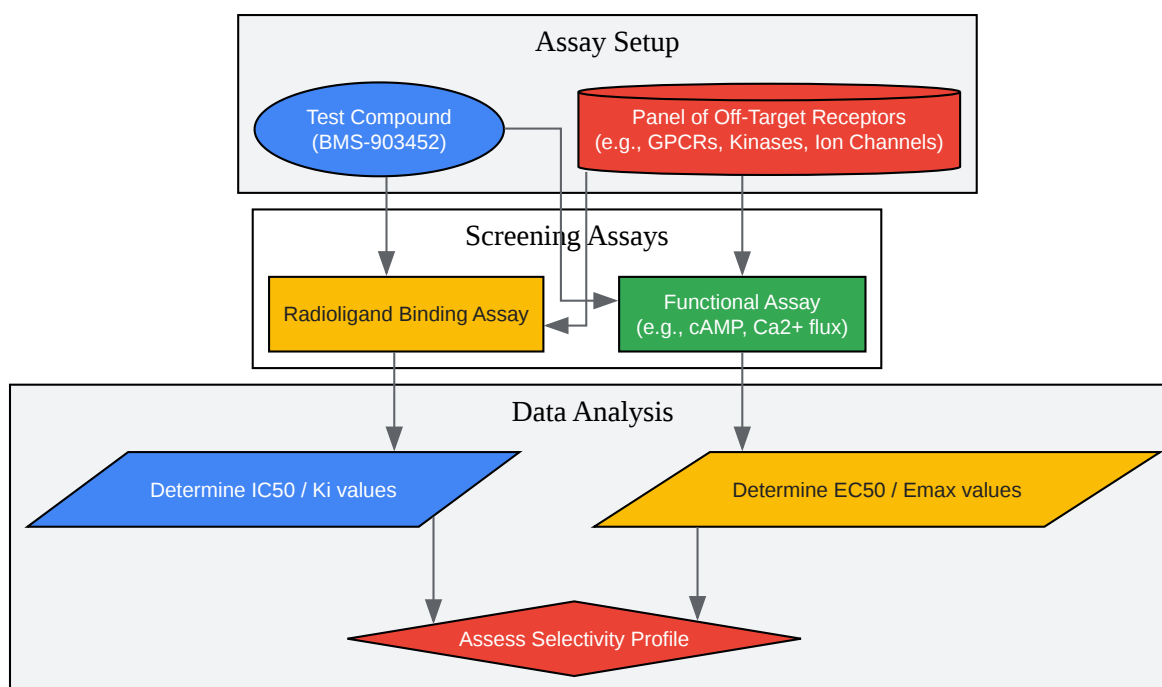 Assay Setup
Test Compound
(BMS-903452)
Panel of Off-Target Receptors
(e.g., GPCRs, Kinases, Ion Channels)
Screening Assays
Radioligand Binding Assay
Functional Assay
(e.g., cAMP, Ca2+ flux)
Data Analysis
Determine IC50 / Ki values
Determine EC50 / Emax values
Assess Selectivity Profile